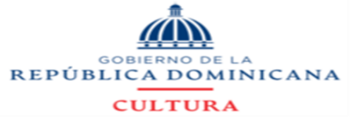 GOBIERNO DE LA
REPÚBLICA DOMINICANA
CULTURA